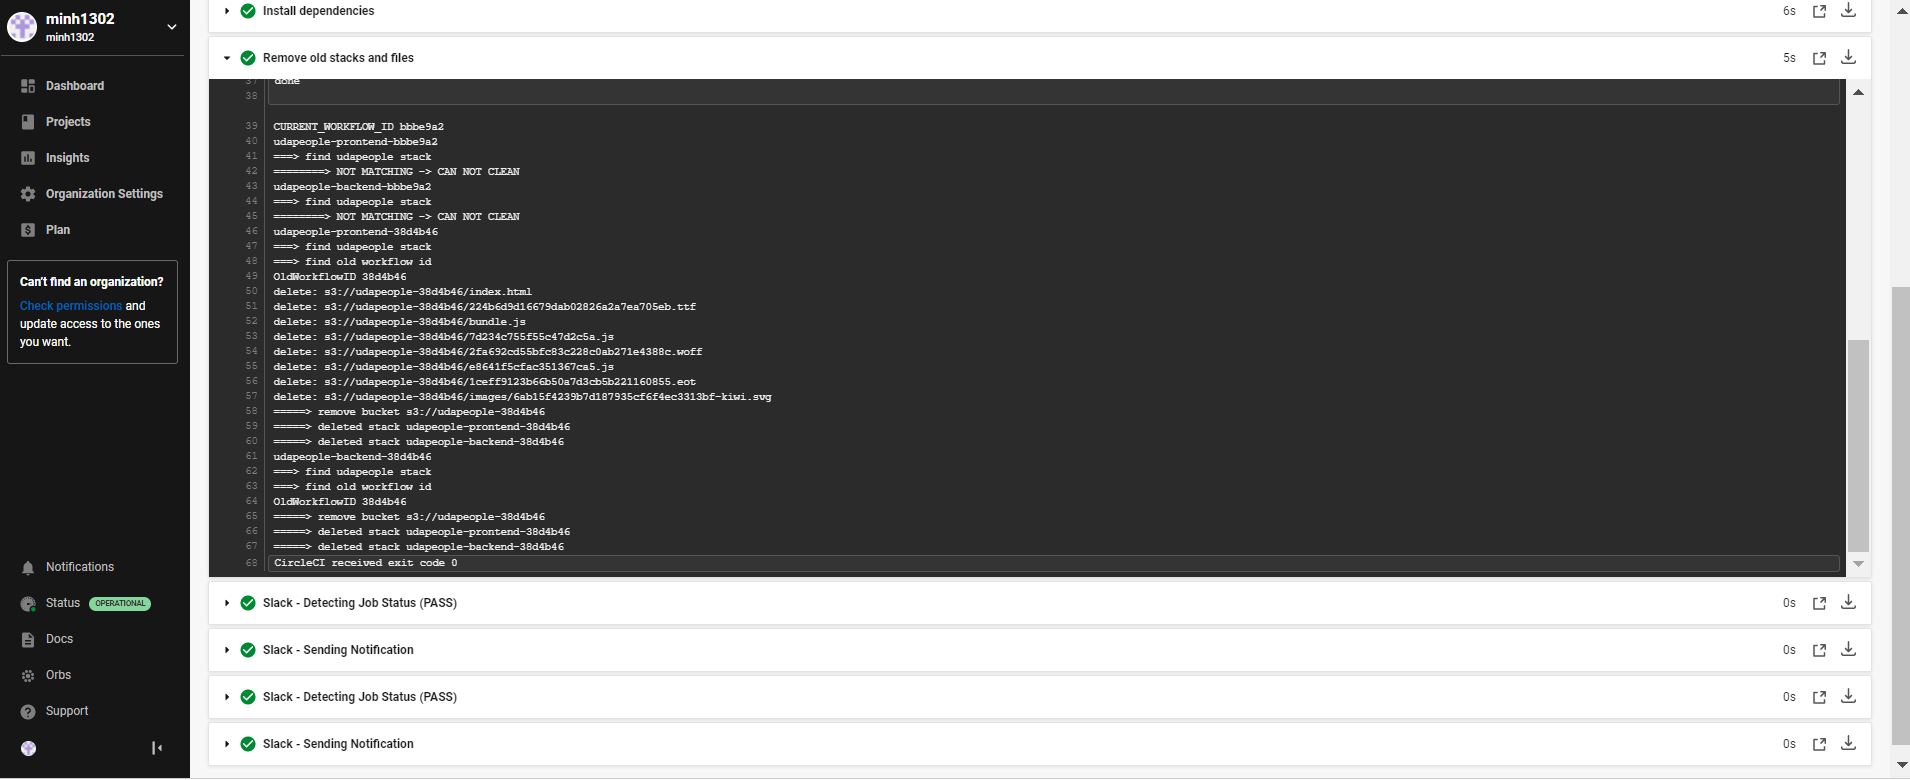 minh1302
minh1302
Dashboard
Projects
Insights
Organization Settings
Plan
Can't find an organization?
Check permissions and
update access to the ones
you want.
Notifications
Status OPERATIONAL
Docs
Orbs
Support
Install dependencies 6s
Remove old stacks and files 5s
37 done
38
39 CURRENT_WORKFLOW_ID bbbe9a2
40 udapeople-prontend-bbbe9a2
41 ===> find udapeople stack
42 ========> NOT MATCHING -> CAN NOT CLEAN
43 udapeople-backend-bbbe9a2
44 ===> find udapeople stack
45 ========> NOT MATCHING -> CAN NOT CLEAN
46 udapeople-prontend-38d4b46
47 ===> find udapeople stack
48 ===> find old workflow id
49 OldWorkflowID 38d4b46
50 delete: s3://udapeople-38d4b46/index.html
51 delete: s3://udapeople-38d4b46/224b6d9d16679dab02826a2a7ea705eb.ttf
52 delete: s3://udapeople-38d4b46/bundle.js
53 delete: s3://udapeople-38d4b46/7d234c755f55c47d2c5a.js
54 delete: s3://udapeople-38d4b46/2fa692cd55bfc83c228c0ab271e4388c.woff
55 delete: s3://udapeople-38d4b46/e8641f5cfac351367ca5.js
56 delete: s3://udapeople-38d4b46/1ceff9123b66b50a7d3cb5b221160855.eot
57 delete: s3://udapeople-38d4b46/images/6ab15f4239b7d187935cf6f4ec3313bf-kiwi.svg
58 =====> remove bucket s3://udapeople-38d4b46
59 =====> deleted stack udapeople-prontend-38d4b46
60 =====> deleted stack udapeople-backend-38d4b46
61 udapeople-backend-38d4b46
62 ===> find udapeople stack
63 ===> find old workflow id
64 OldWorkflowID 38d4b46
65 =====> remove bucket s3://udapeople-38d4b46
66 =====> deleted stack udapeople-prontend-38d4b46
67 =====> deleted stack udapeople-backend-38d4b46
68 CircleCI received exit code 0
Slack - Detecting Job Status (PASS) 0s
Slack - Sending Notification 0s
Slack - Detecting Job Status (PASS) 0s
Slack - Sending Notification 0s